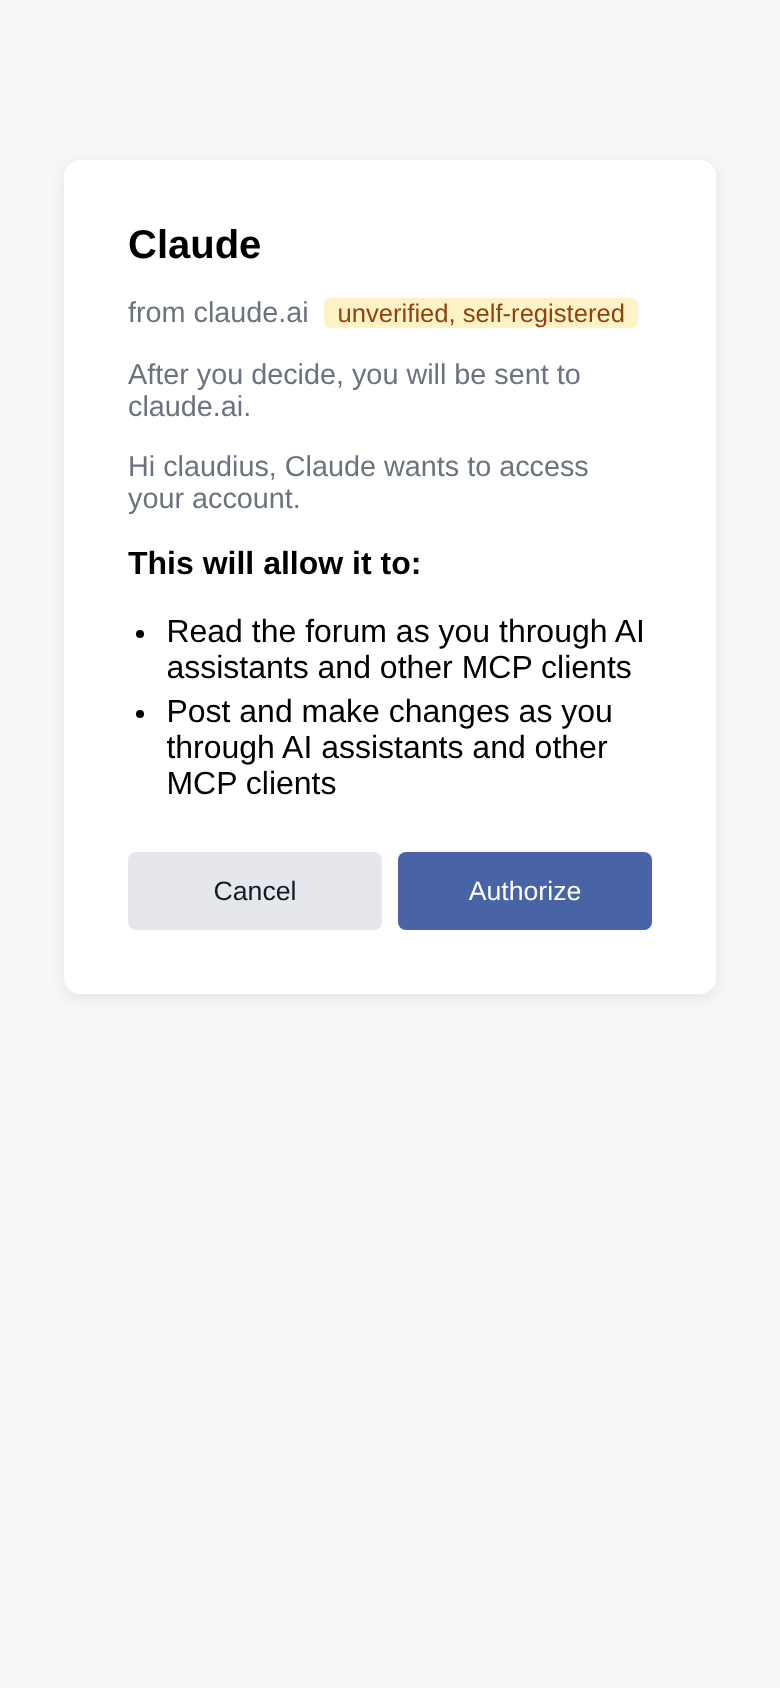 Claude
from claude.ai unverified, self-registered
After you decide, you will be sent to
claude.ai.
Hi claudius, Claude wants to access
your account.
This will allow it to:
• Read the forum as you through AI
assistants and other MCP clients
• Post and make changes as you
through AI assistants and other
MCP clients
Cancel Authorize